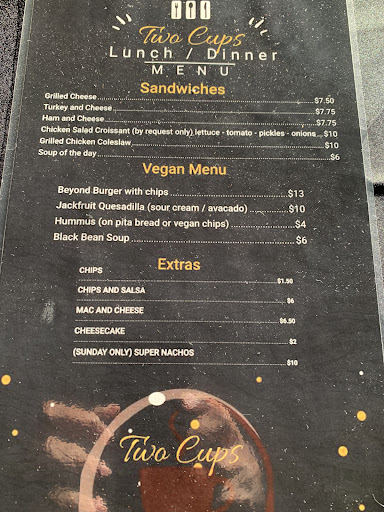 Two Cups
Lunch / Dinner
MENU
Sandwiches
Grilled Cheese $7.50
Turkey and Cheese $7.75
Ham and Cheese $7.75
Chicken Salad Croissant (by request only) lettuce - tomato - pickles - onions $10
Grilled Chicken Coleslaw $10
Soup of the day $6
Vegan Menu
Beyond Burger with chips $13
Jackfruit Quesadilla (sour cream / avacado) $10
Hummus (on pita bread or vegan chips) $4
Black Bean Soup $6
Extras
CHIPS $1.50
CHIPS AND SALSA $6
MAC AND CHEESE $6.50
CHEESECAKE $2
(SUNDAY ONLY) SUPER NACHOS $10
Two Cups